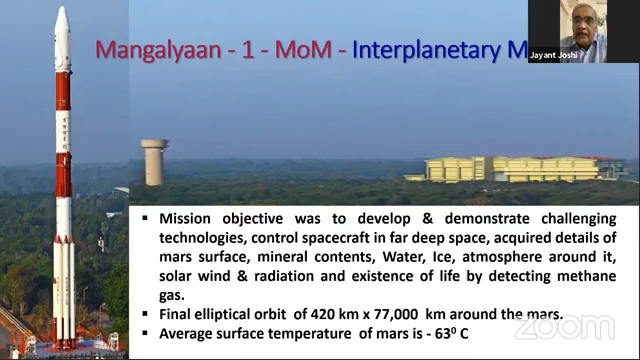 Mangalyaan - 1 - MoM - Interplanetary M
Jayant Joshi
▪ Mission objective was to develop & demonstrate challenging
technologies, control spacecraft in far deep space, acquired details of
mars surface, mineral contents, Water, Ice, atmosphere around it,
solar wind & radiation and existence of life by detecting methane
gas.
▪ Final elliptical orbit of 420 km x 77,000 km around the mars.
▪ Average surface temperature of mars is - 63⁰ C
zoom